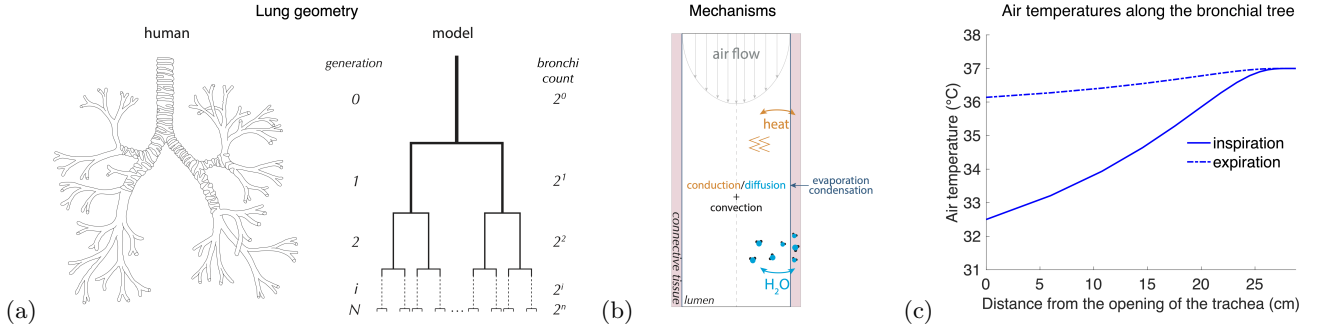 Lung geometry
human
model
generation
bronchi
count
0
2⁰
1
2¹
2
2²
i
2ⁱ
N
...
2ⁿ
(a)
Mechanisms
air flow
heat
conduction/diffusion
+
convection
evaporation
condensation
connective tissue
H₂O
lumen
(b)
Air temperatures along the bronchial tree
Air temperature (°C)
38
37
36
35
34
33
32
31
inspiration
expiration
0
5
10
15
20
25
Distance from the opening of the trachea (cm)
(c)